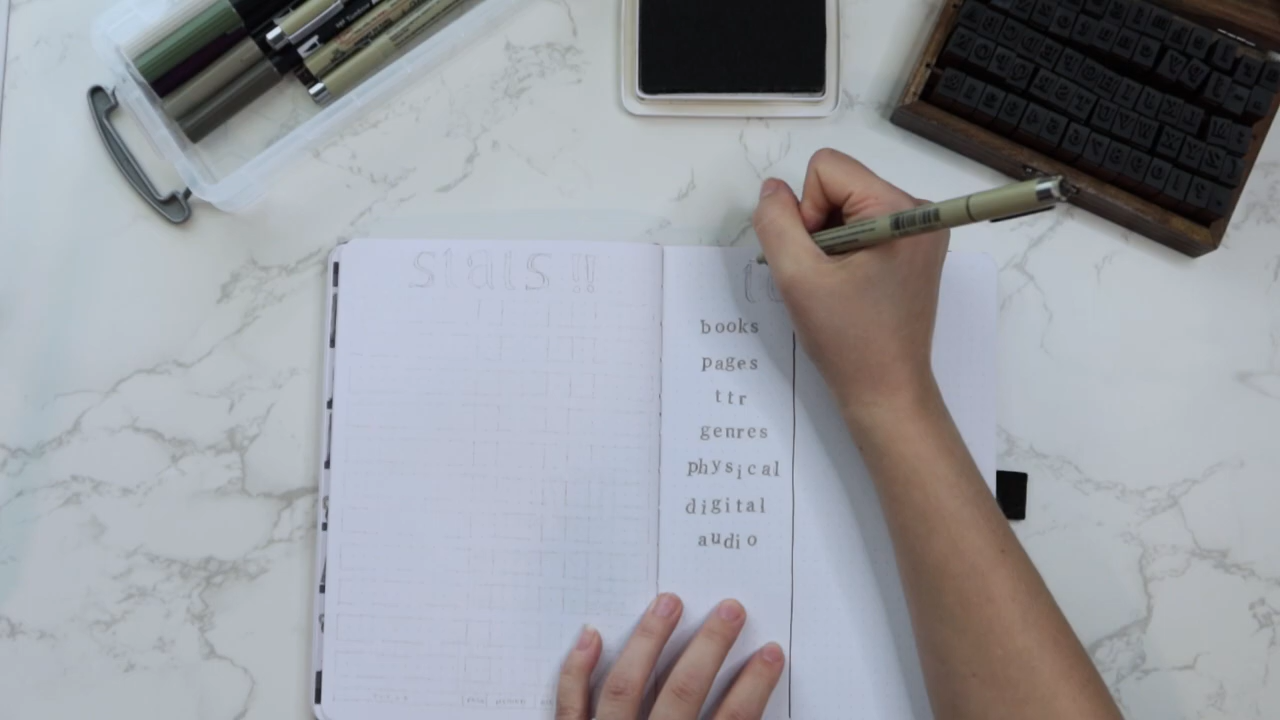 stats !!
books
pages
ttr
genres
physical
digital
audio